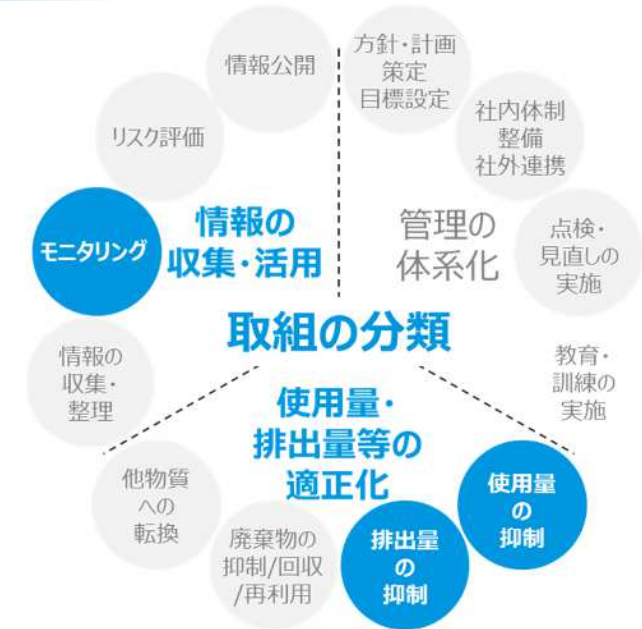 情報公開
方針・計画
策定
目標設定
リスク評価
社内体制
整備
社外連携
モニタリング
情報の
収集・活用
管理の
体系化
点検・
見直しの
実施
取組の分類
情報の
収集・
整理
教育・
訓練の
実施
使用量・
排出量等の
適正化
他物質
への
転換
廃棄物の
抑制/回収
/再利用
排出量
の
抑制
使用量
の
抑制